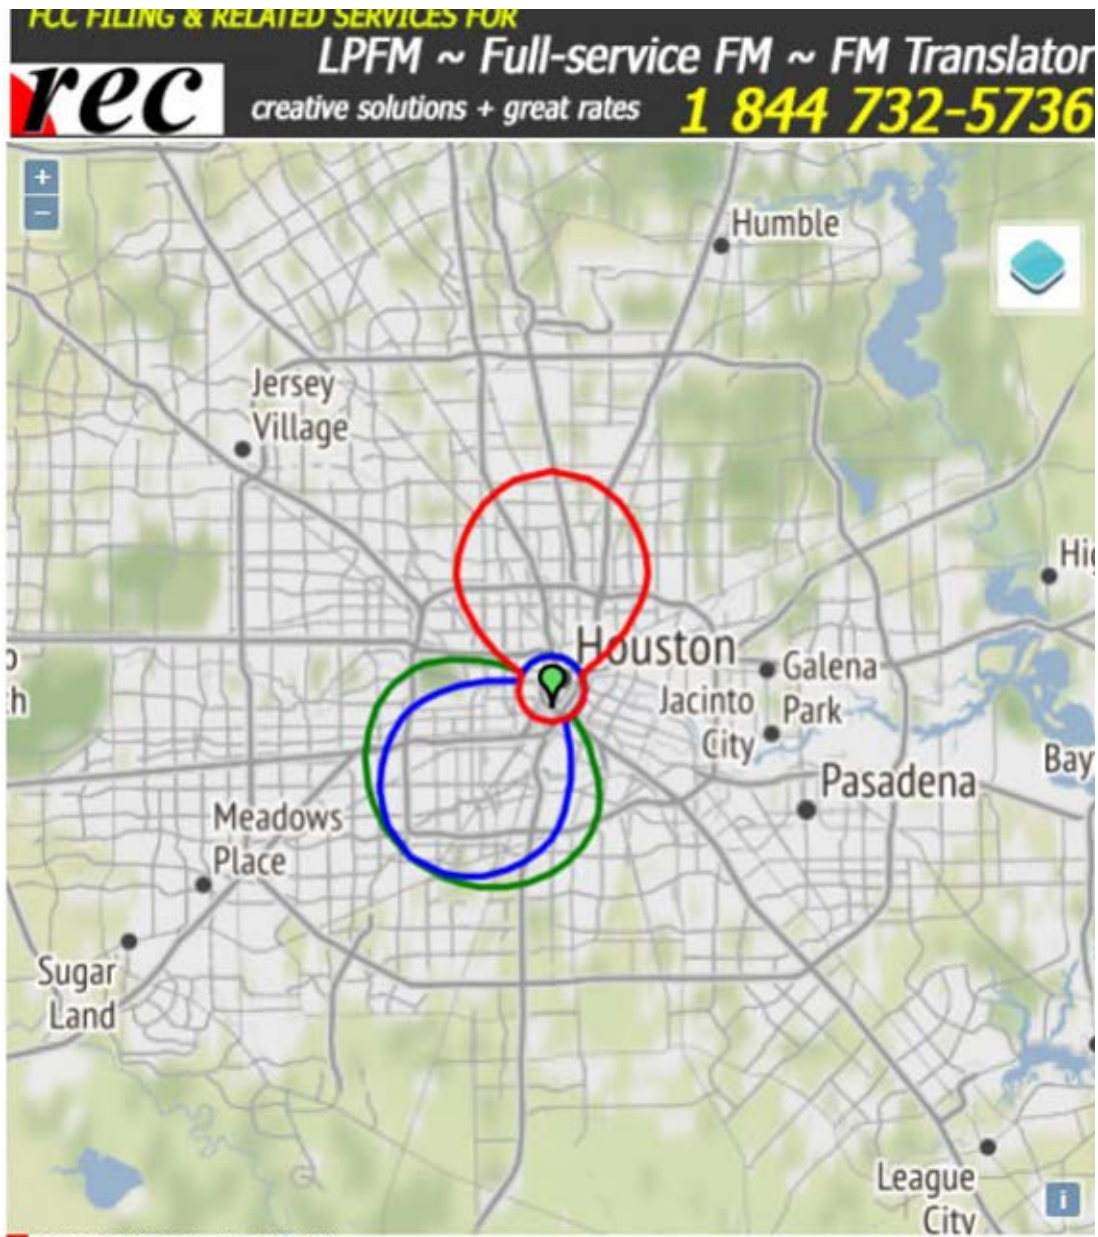 FCC FILING & RELATED SERVICES FOR
LPFM ~ Full-service FM ~ FM Translator
rec
creative solutions + great rates 1 844 732-5736
+
−
Humble
Jersey
Village
Hig
Houston
Galena
Park
Jacinto
City
Bay
Pasadena
Meadows
Place
Sugar
Land
League
City
i